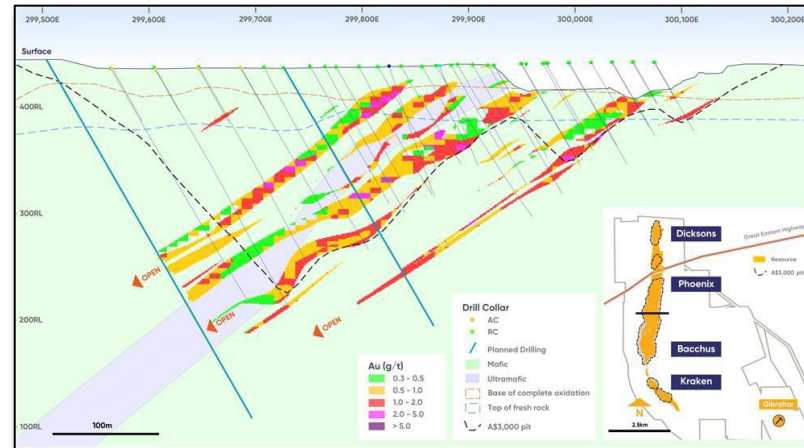 299,500E 299,600E 299,700E 299,800E 299,900E 300,000E 300,100E 300,200E
Surface
400RL
300RL
200RL
100RL
OPEN
OPEN
OPEN
100m
Au (g/t)
0.3 - 0.5
0.5 - 1.0
1.0 - 2.0
2.0 - 5.0
> 5.0
Drill Collar
AC
RC
Planned Drilling
Mafic
Ultramafic
Base of complete oxidation
Top of fresh rock
A$3,000 pit
Dicksons
Great Eastern Highway
Resource
A$3,000 pit
Phoenix
Bacchus
Kraken
Gibraltar
N
2.5km